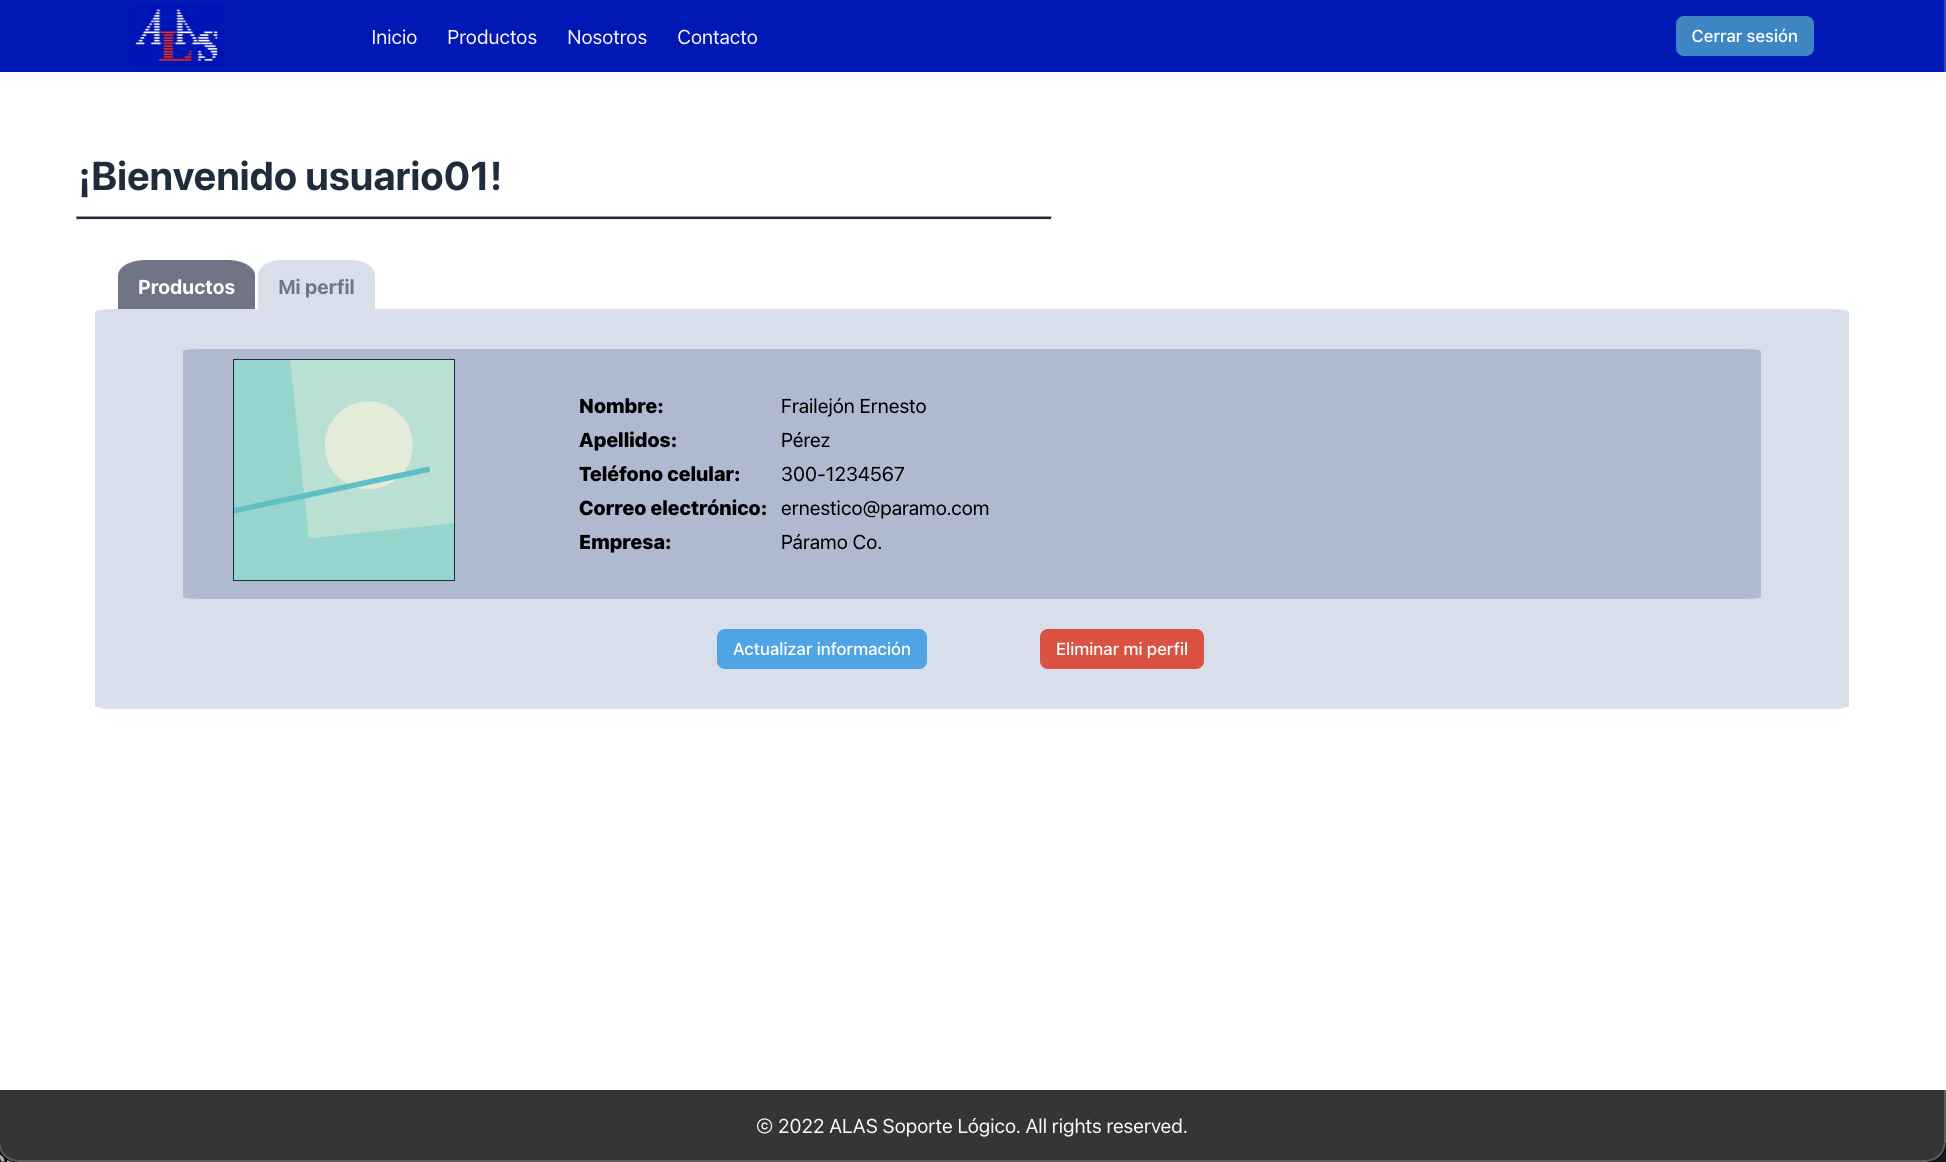 ALAS
Inicio Productos Nosotros Contacto Cerrar sesión
¡Bienvenido usuario01!
Productos Mi perfil
Nombre: Frailejón Ernesto
Apellidos: Pérez
Teléfono celular: 300-1234567
Correo electrónico: ernestico@paramo.com
Empresa: Páramo Co.
Actualizar información Eliminar mi perfil
© 2022 ALAS Soporte Lógico. All rights reserved.